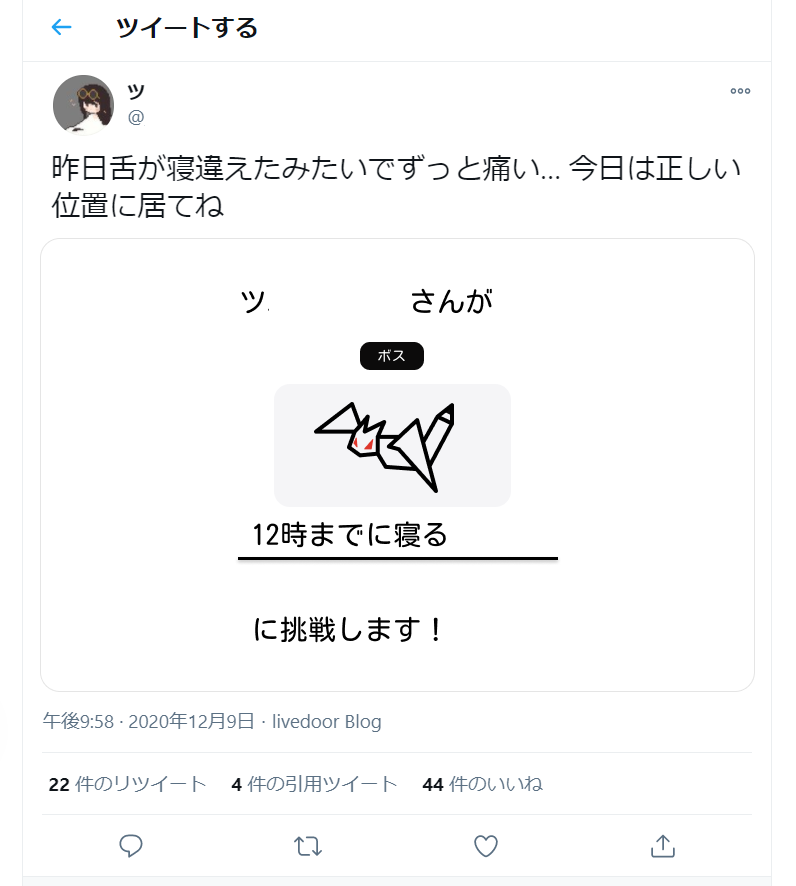 ツイートする
ツ
@
昨日舌が寝違えたみたいでずっと痛い... 今日は正しい
位置に居てね
ツ さんが
ボス
12時までに寝る
に挑戦します！
午後9:58 · 2020年12月9日 · livedoor Blog
22 件のリツイート 4 件の引用ツイート 44 件のいいね